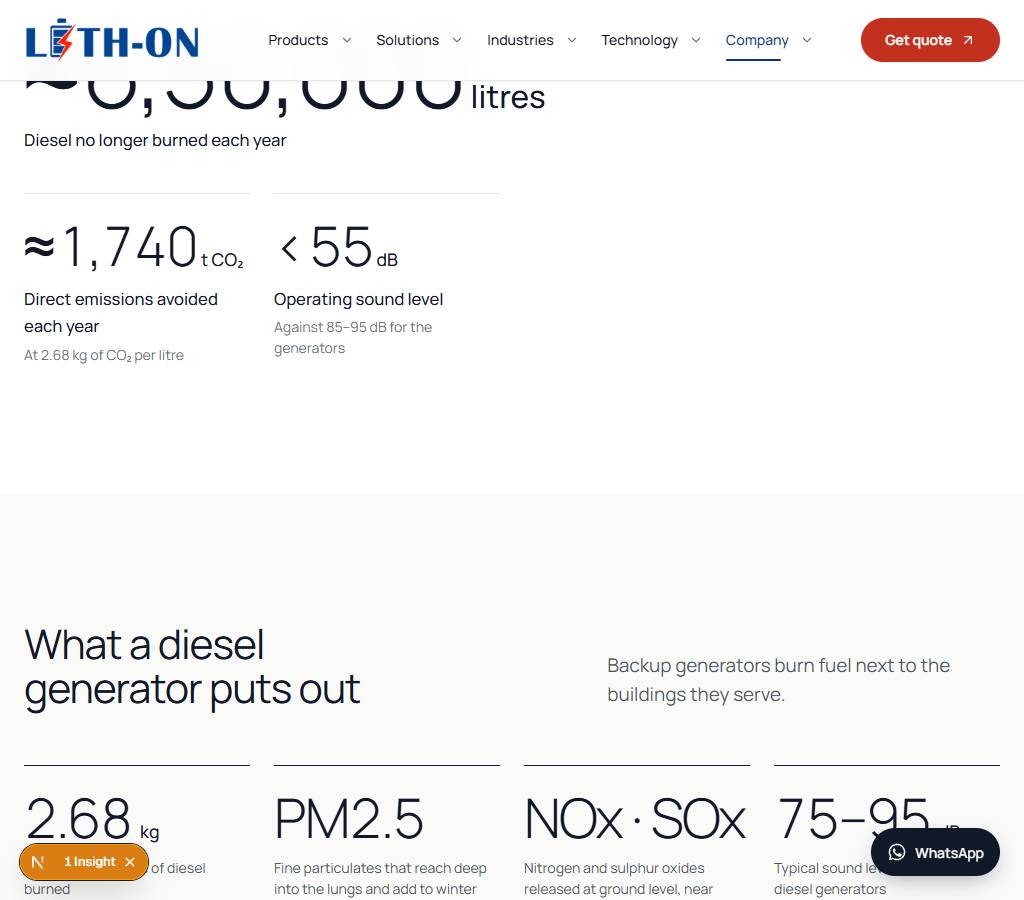 LITH-ON
Products
Solutions
Industries
Technology
Company
Get quote
litres
Diesel no longer burned each year
≈1,740 t CO₂
Direct emissions avoided
each year
At 2.68 kg of CO₂ per litre
< 55 dB
Operating sound level
Against 85–95 dB for the
generators
What a diesel
generator puts out
Backup generators burn fuel next to the
buildings they serve.
2.68 kg
of diesel
burned
PM2.5
Fine particulates that reach deep
into the lungs and add to winter
NOx · SOx
Nitrogen and sulphur oxides
released at ground level, near
75–95
Typical sound
diesel generators
N 1 Insight
WhatsApp